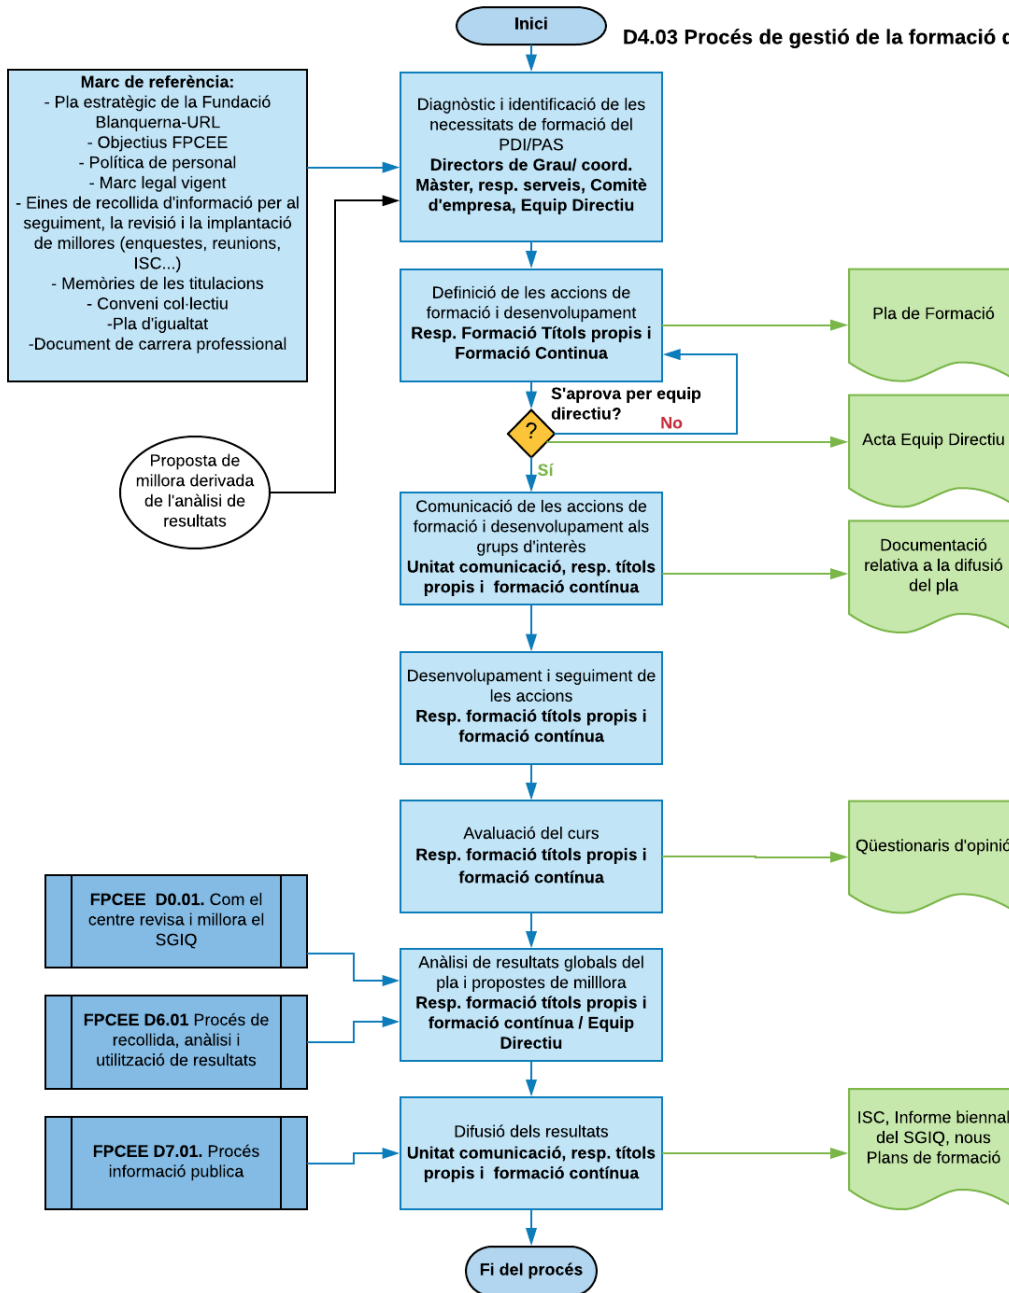 Inici
D4.03 Procés de gestió de la formació d
Marc de referència:
- Pla estratègic de la Fundació
Blanquerna-URL
- Objectius FPCEE
- Política de personal
- Marc legal vigent
- Eines de recollida d'informació per al
seguiment, la revisió i la implantació
de millores (enquestes, reunions,
ISC...)
- Memòries de les titulacions
- Conveni col·lectiu
-Pla d'igualtat
-Document de carrera professional
Diagnòstic i identificació de les
necessitats de formació del
PDI/PAS
Directors de Grau/ coord.
Màster, resp. serveis, Comitè
d'empresa, Equip Directiu
Definició de les accions de
formació i desenvolupament
Resp. Formació Títols propis i
Formació Continua
Pla de Formació
S'aprova per equip
directiu?
?
No
Sí
Acta Equip Directiu
Proposta de
millora derivada
de l'anàlisi de
resultats
Comunicació de les accions de
formació i desenvolupament als
grups d'interès
Unitat comunicació, resp. títols
propis i formació contínua
Documentació
relativa a la difusió
del pla
Desenvolupament i seguiment de
les accions
Resp. formació títols propis i
formació contínua
Avaluació del curs
Resp. formació títols propis i
formació contínua
Qüestionaris d'opinió
FPCEE D0.01. Com el
centre revisa i millora el
SGIQ
Anàlisi de resultats globals del
pla i propostes de milllora
Resp. formació títols propis i
formació contínua / Equip
Directiu
FPCEE D6.01 Procés de
recollida, anàlisi i
utilització de resultats
FPCEE D7.01. Procés
informació publica
Difusió dels resultats
Unitat comunicació, resp. títols
propis i formació contínua
ISC, Informe biennal
del SGIQ, nous
Plans de formació
Fi del procés